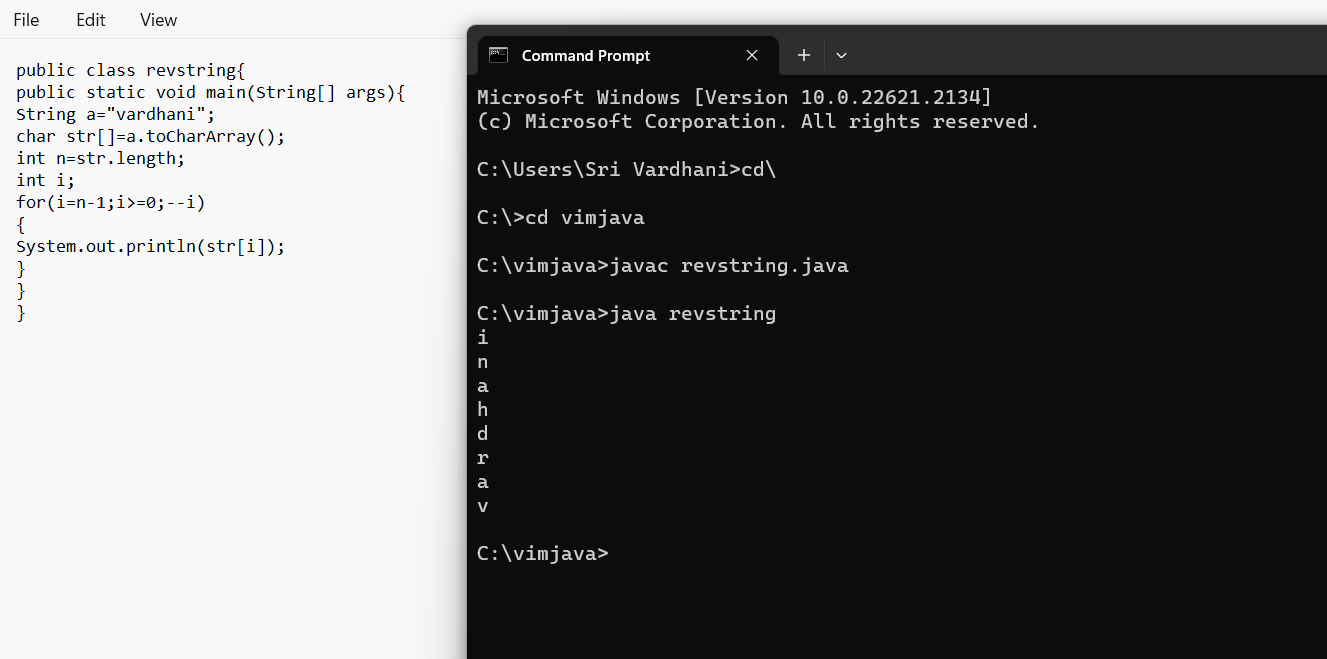 File Edit View
public class revstring{
public static void main(String[] args){
String a="vardhani";
char str[]=a.toCharArray();
int n=str.length;
int i;
for(i=n-1;i>=0;--i)
{
System.out.println(str[i]);
}
}
}
Command Prompt
Microsoft Windows [Version 10.0.22621.2134]
(c) Microsoft Corporation. All rights reserved.
C:\Users\Sri Vardhani>cd\
C:\>cd vimjava
C:\vimjava>javac revstring.java
C:\vimjava>java revstring
i
n
a
h
d
r
a
v
C:\vimjava>